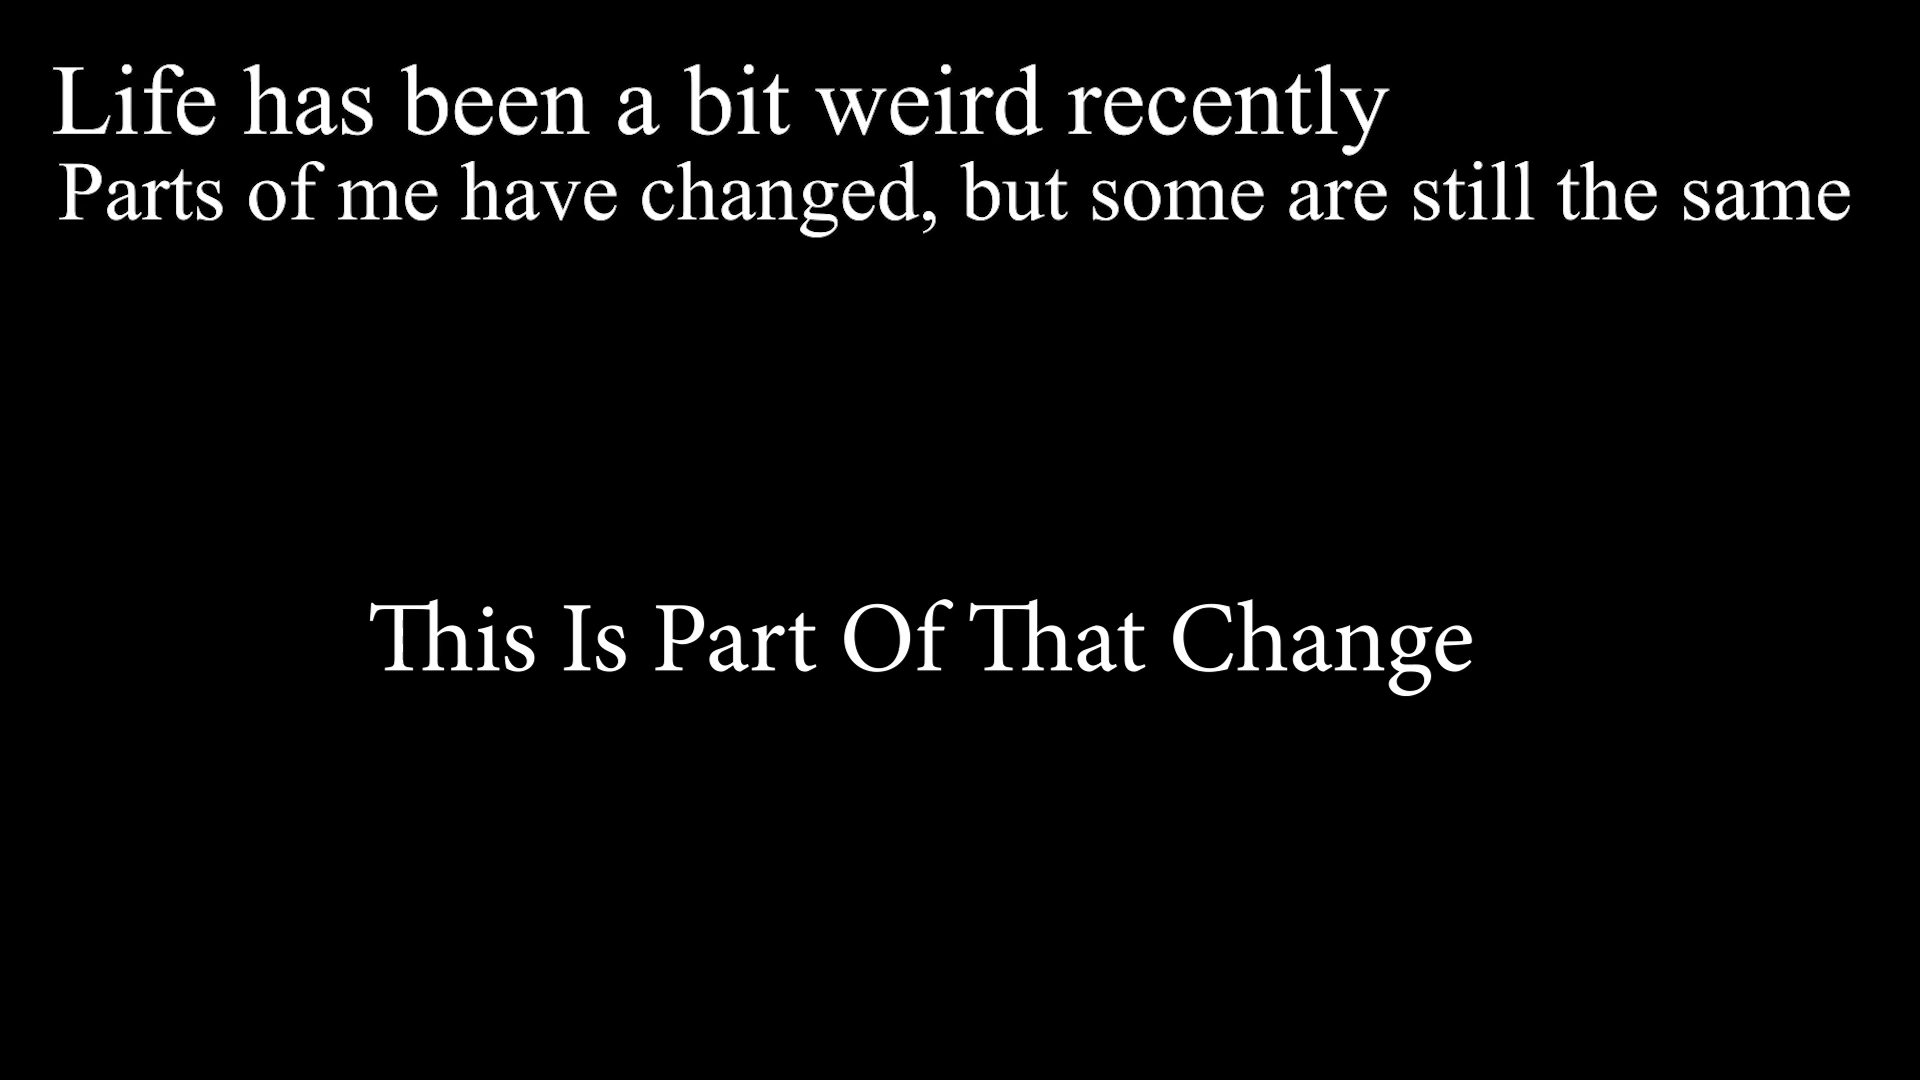 Life has been a bit weird recently
Parts of me have changed, but some are still the same
This Is Part Of That Change